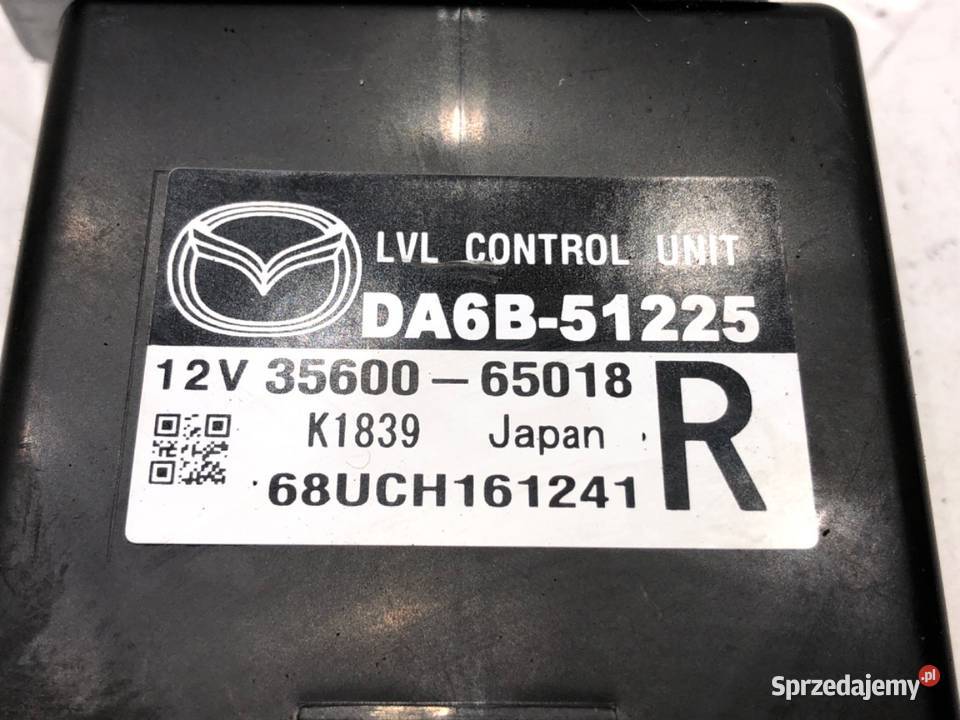 LVL CONTROL UNIT
DA6B-51225
12V 35600-65018
K1839 Japan
68UCH161241
R
Sprzedajemy.pl